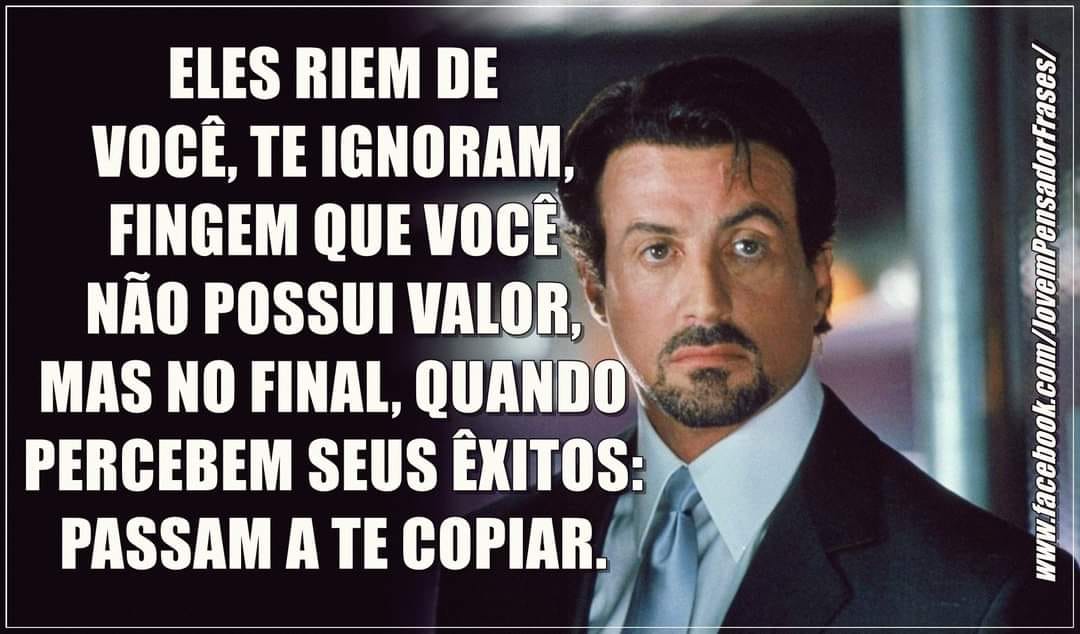 ELES RIEM DE
VOCÊ, TE IGNORAM,
FINGEM QUE VOCÊ
NÃO POSSUI VALOR,
MAS NO FINAL, QUANDO
PERCEBEM SEUS ÊXITOS:
PASSAM A TE COPIAR.
www.facebook.com/JovemPensadorFrases/